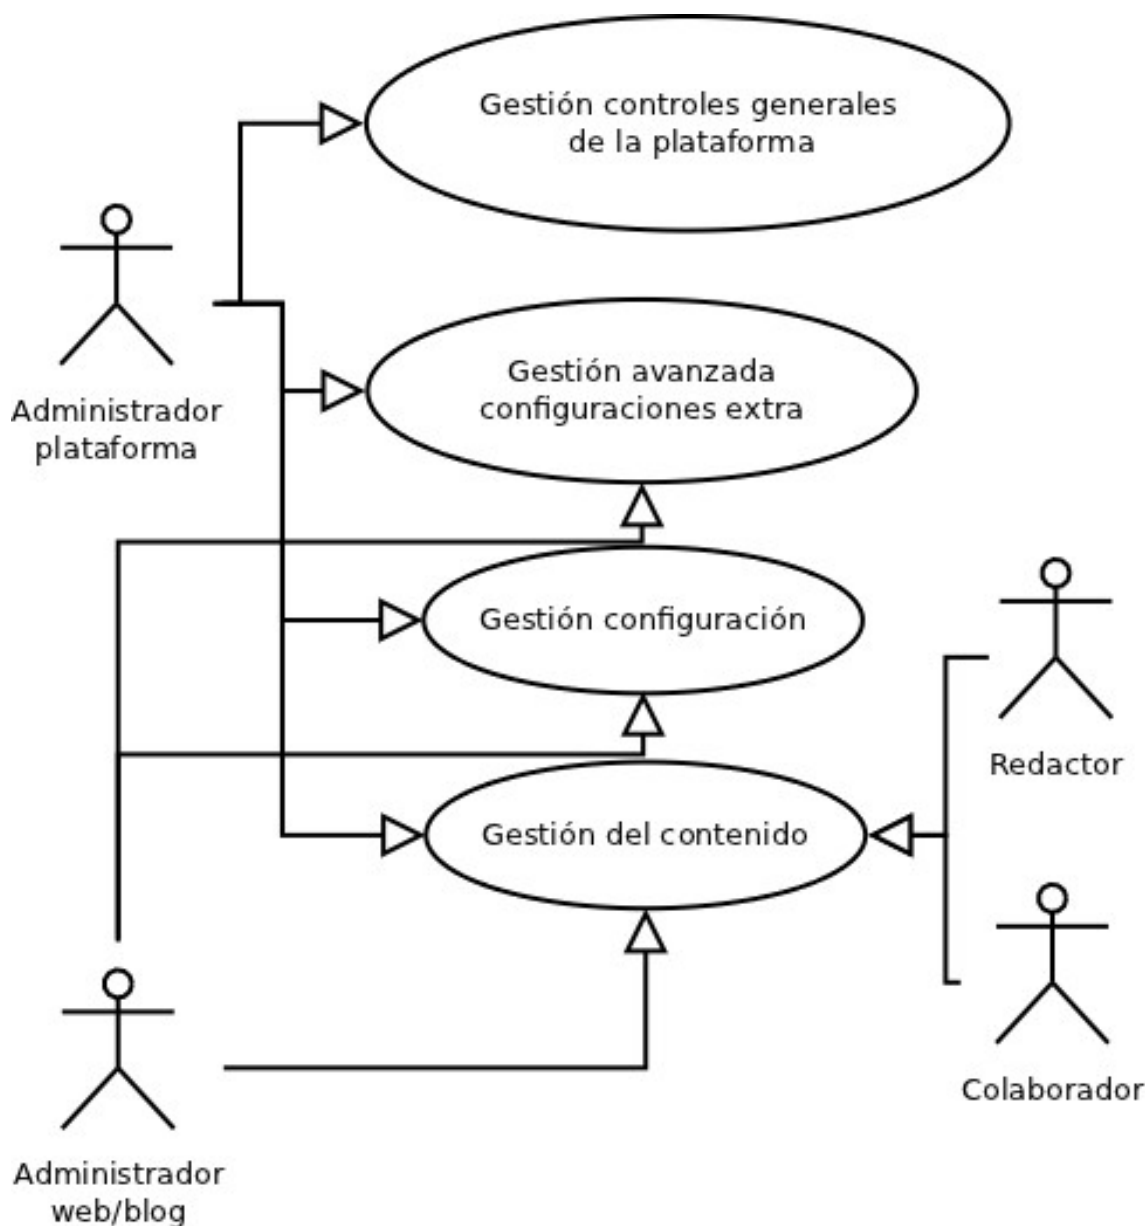 Gestión controles generales
de la plataforma
Administrador
plataforma
Gestión avanzada
configuraciones extra
Gestión configuración
Redactor
Gestión del contenido
Colaborador
Administrador
web/blog